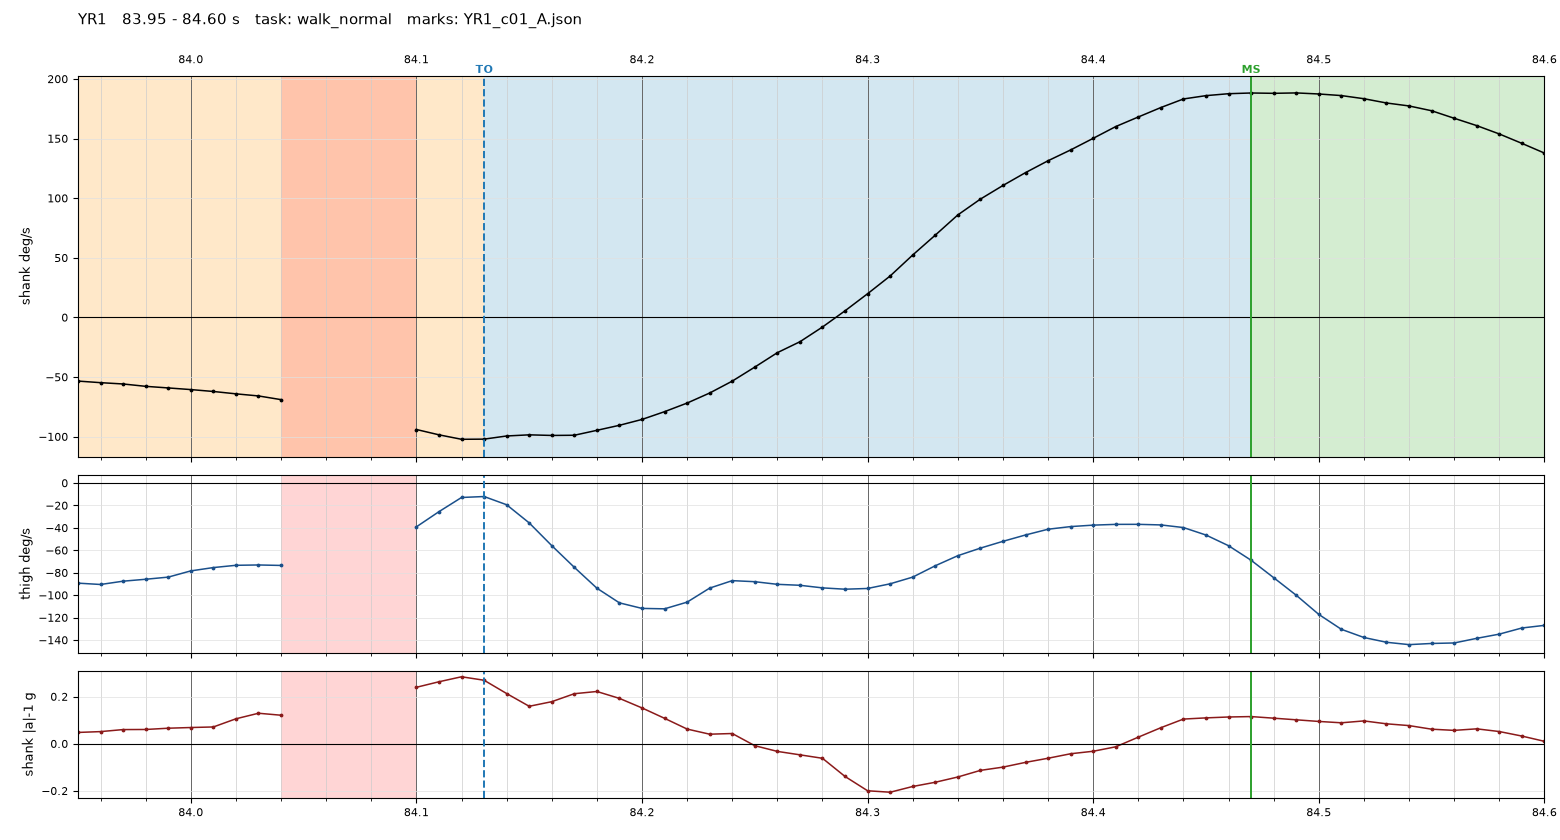 YR1   83.95 - 84.60 s   task: walk_normal   marks: YR1_c01_A.json
84.0 84.1 84.2 84.3 84.4 84.5 84.6
TO MS
shank deg/s
200
150
100
50
0
−50
−100
thigh deg/s
0
−20
−40
−60
−80
−100
−120
−140
shank |a|-1 g
0.2
0.0
−0.2
84.0 84.1 84.2 84.3 84.4 84.5 84.6